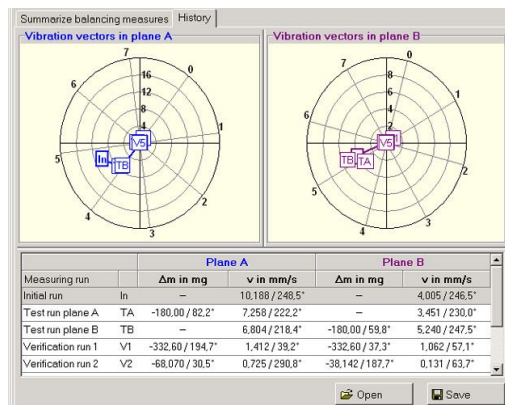 Summarize balancing measures History
Vibration vectors in plane A Vibration vectors in plane B
7
0
16
12
8
4
6
1
V5
In
TB
5
2
4
3
7
0
8
6
4
2
1
V5
TB TA
6
2
5
3
4
Plane A Plane B
Measuring run Δm in mg v in mm/s Δm in mg v in mm/s
Initial run In – 10,188 / 248,5° – 4,005 / 246,5°
Test run plane A TA -180,00 / 82,2° 7,258 / 222,2° – 3,451 / 230,0°
Test run plane B TB – 6,804 / 218,4° -180,00 / 59,8° 5,240 / 247,5°
Verification run 1 V1 -332,60 / 194,7° 1,412 / 39,2° -332,60 / 37,3° 1,062 / 57,1°
Verification run 2 V2 -68,070 / 30,5° 0,725 / 290,8° -38,142 / 187,7° 0,131 / 63,7°
Open Save